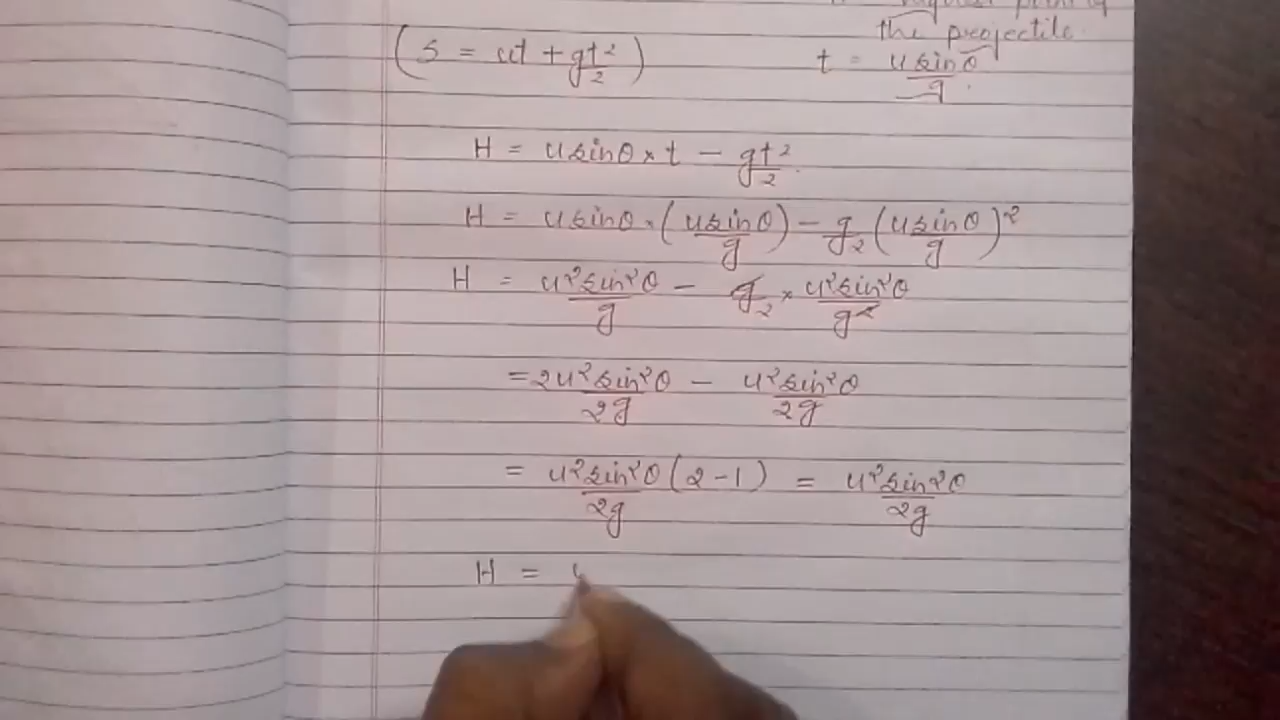 the projectile
(S = ut + gt²/2)
t = u sinθ/g
H = u sinθ × t − gt²/2
H = u sinθ · (u sinθ/g) − g/2 (u sinθ/g)²
H = u² sin²θ/g − g/2 × u² sin²θ/g²
= 2u² sin²θ/2g − u² sin²θ/2g
= u² sin²θ/2g (2 − 1) = u² sin²θ/2g
H =